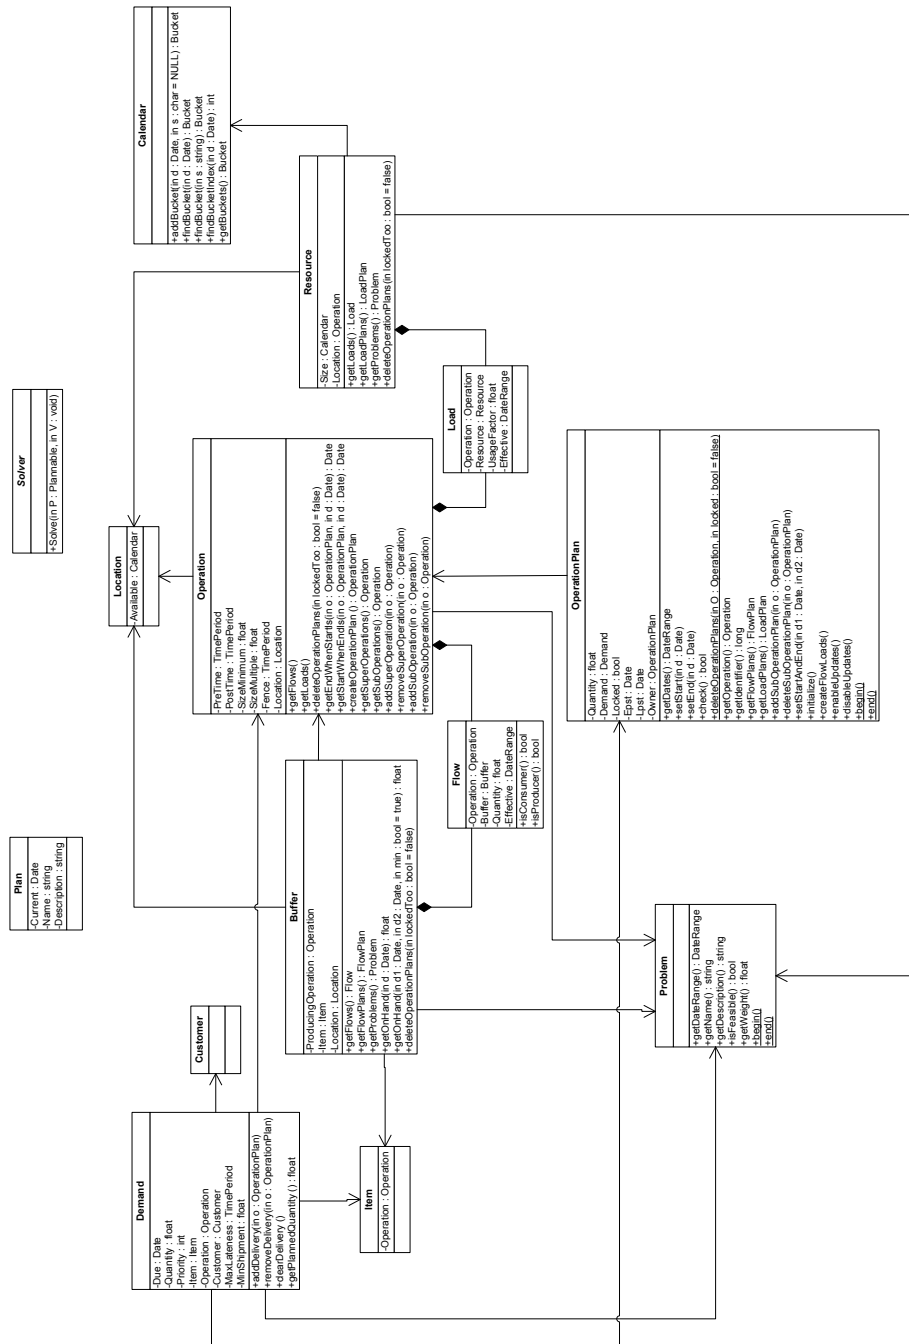 Demand
-Due : Date
-Quantity : float
-Priority : int
-Item : Item
-Operation : Operation
-Customer : Customer
-MaxLateness : TimePeriod
-MinShipment : float
+addDelivery(in o : OperationPlan)
+removeDelivery(in o : OperationPlan)
+clearDelivery ()
+getPlannedQuantity () : float
Customer
Item
-Operation : Operation
Plan
-Current : Date
-Name : string
-Description : string
Buffer
-ProducingOperation : Operation
-Item : Item
-Location : Location
+getFlows() : Flow
+getFlowPlans() : FlowPlan
+getProblems() : Problem
+getOnHand(in d : Date) : float
+getOnHand(in d1 : Date, in d2 : Date, in min : bool = true) : float
+deleteOperationPlans(in lockedToo : bool = false)
Problem
+getDateRange() : DateRange
+getName() : string
+getDescription() : string
+isFeasible() : bool
+getWeight() : float
+begin()
+end()
Flow
-Operation : Operation
-Buffer : Buffer
-Quantity : float
-Effective : DateRange
+isConsumer() : bool
+isProducer() : bool
Solver
+Solve(in P : Plannable, in V : void)
Location
-Available : Calendar
Operation
-PreTime : TimePeriod
-PostTime : TimePeriod
-SizeMinimum : float
-SizeMultiple : float
-Fence : TimePeriod
-Location : Location
+getFlows()
+getLoads()
+deleteOperationPlans(in lockedToo : bool = false)
+getEndWhenStartIs(in o : OperationPlan, in d : Date) : Date
+getStartWhenEndIs(in o : OperationPlan, in d : Date) : Date
+createOperationPlan () : OperationPlan
+getSuperOperations() : Operation
+getSubOperations() : Operation
+addSuperOperation(in o : Operation)
+removeSuperOperation(in o : Operation)
+addSubOperation(in o : Operation)
+removeSubOperation(in o : Operation)
OperationPlan
-Quantity : float
-Demand : Demand
-Locked : bool
-Epst : Date
-Lpst : Date
-Owner : OperationPlan
+getDates() : DateRange
+setStart(in d : Date)
+setEnd(in d : Date)
+check() : bool
+deleteOperationPlans(in O : Operation, in locked : bool = false)
+getOperation() : Operation
+getIdentifier() : long
+getFlowPlans() : FlowPlan
+getLoadPlans() : LoadPlan
+addSubOperationPlan(in o : OperationPlan)
+deleteSubOperationPlan(in o : OperationPlan)
+setStartAndEnd(in d1 : Date, in d2 : Date)
+initialize()
+createFlowLoads()
+enableUpdates()
+disableUpdates()
+begin()
+end()
Load
-Operation : Operation
-Resource : Resource
-UsageFactor : float
-Effective : DateRange
Resource
-Size : Calendar
-Location : Operation
+getLoads() : Load
+getLoadPlans() : LoadPlan
+getProblems() : Problem
+deleteOperationPlans(in lockedToo : bool = false)
Calendar
+addBucket(in d : Date, in s : char = NULL) : Bucket
+findBucket(in d : Date) : Bucket
+findBucket(in s : string) : Bucket
+findBucketIndex(in d : Date) : int
+getBuckets() : Bucket